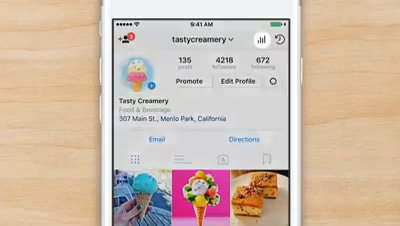 9:41 AM
3
tastycreamery
135 4218 672
posts followers following
Promote Edit Profile
Tasty Creamery
Food & Beverage
307 Main St., Menlo Park, California
Email Directions